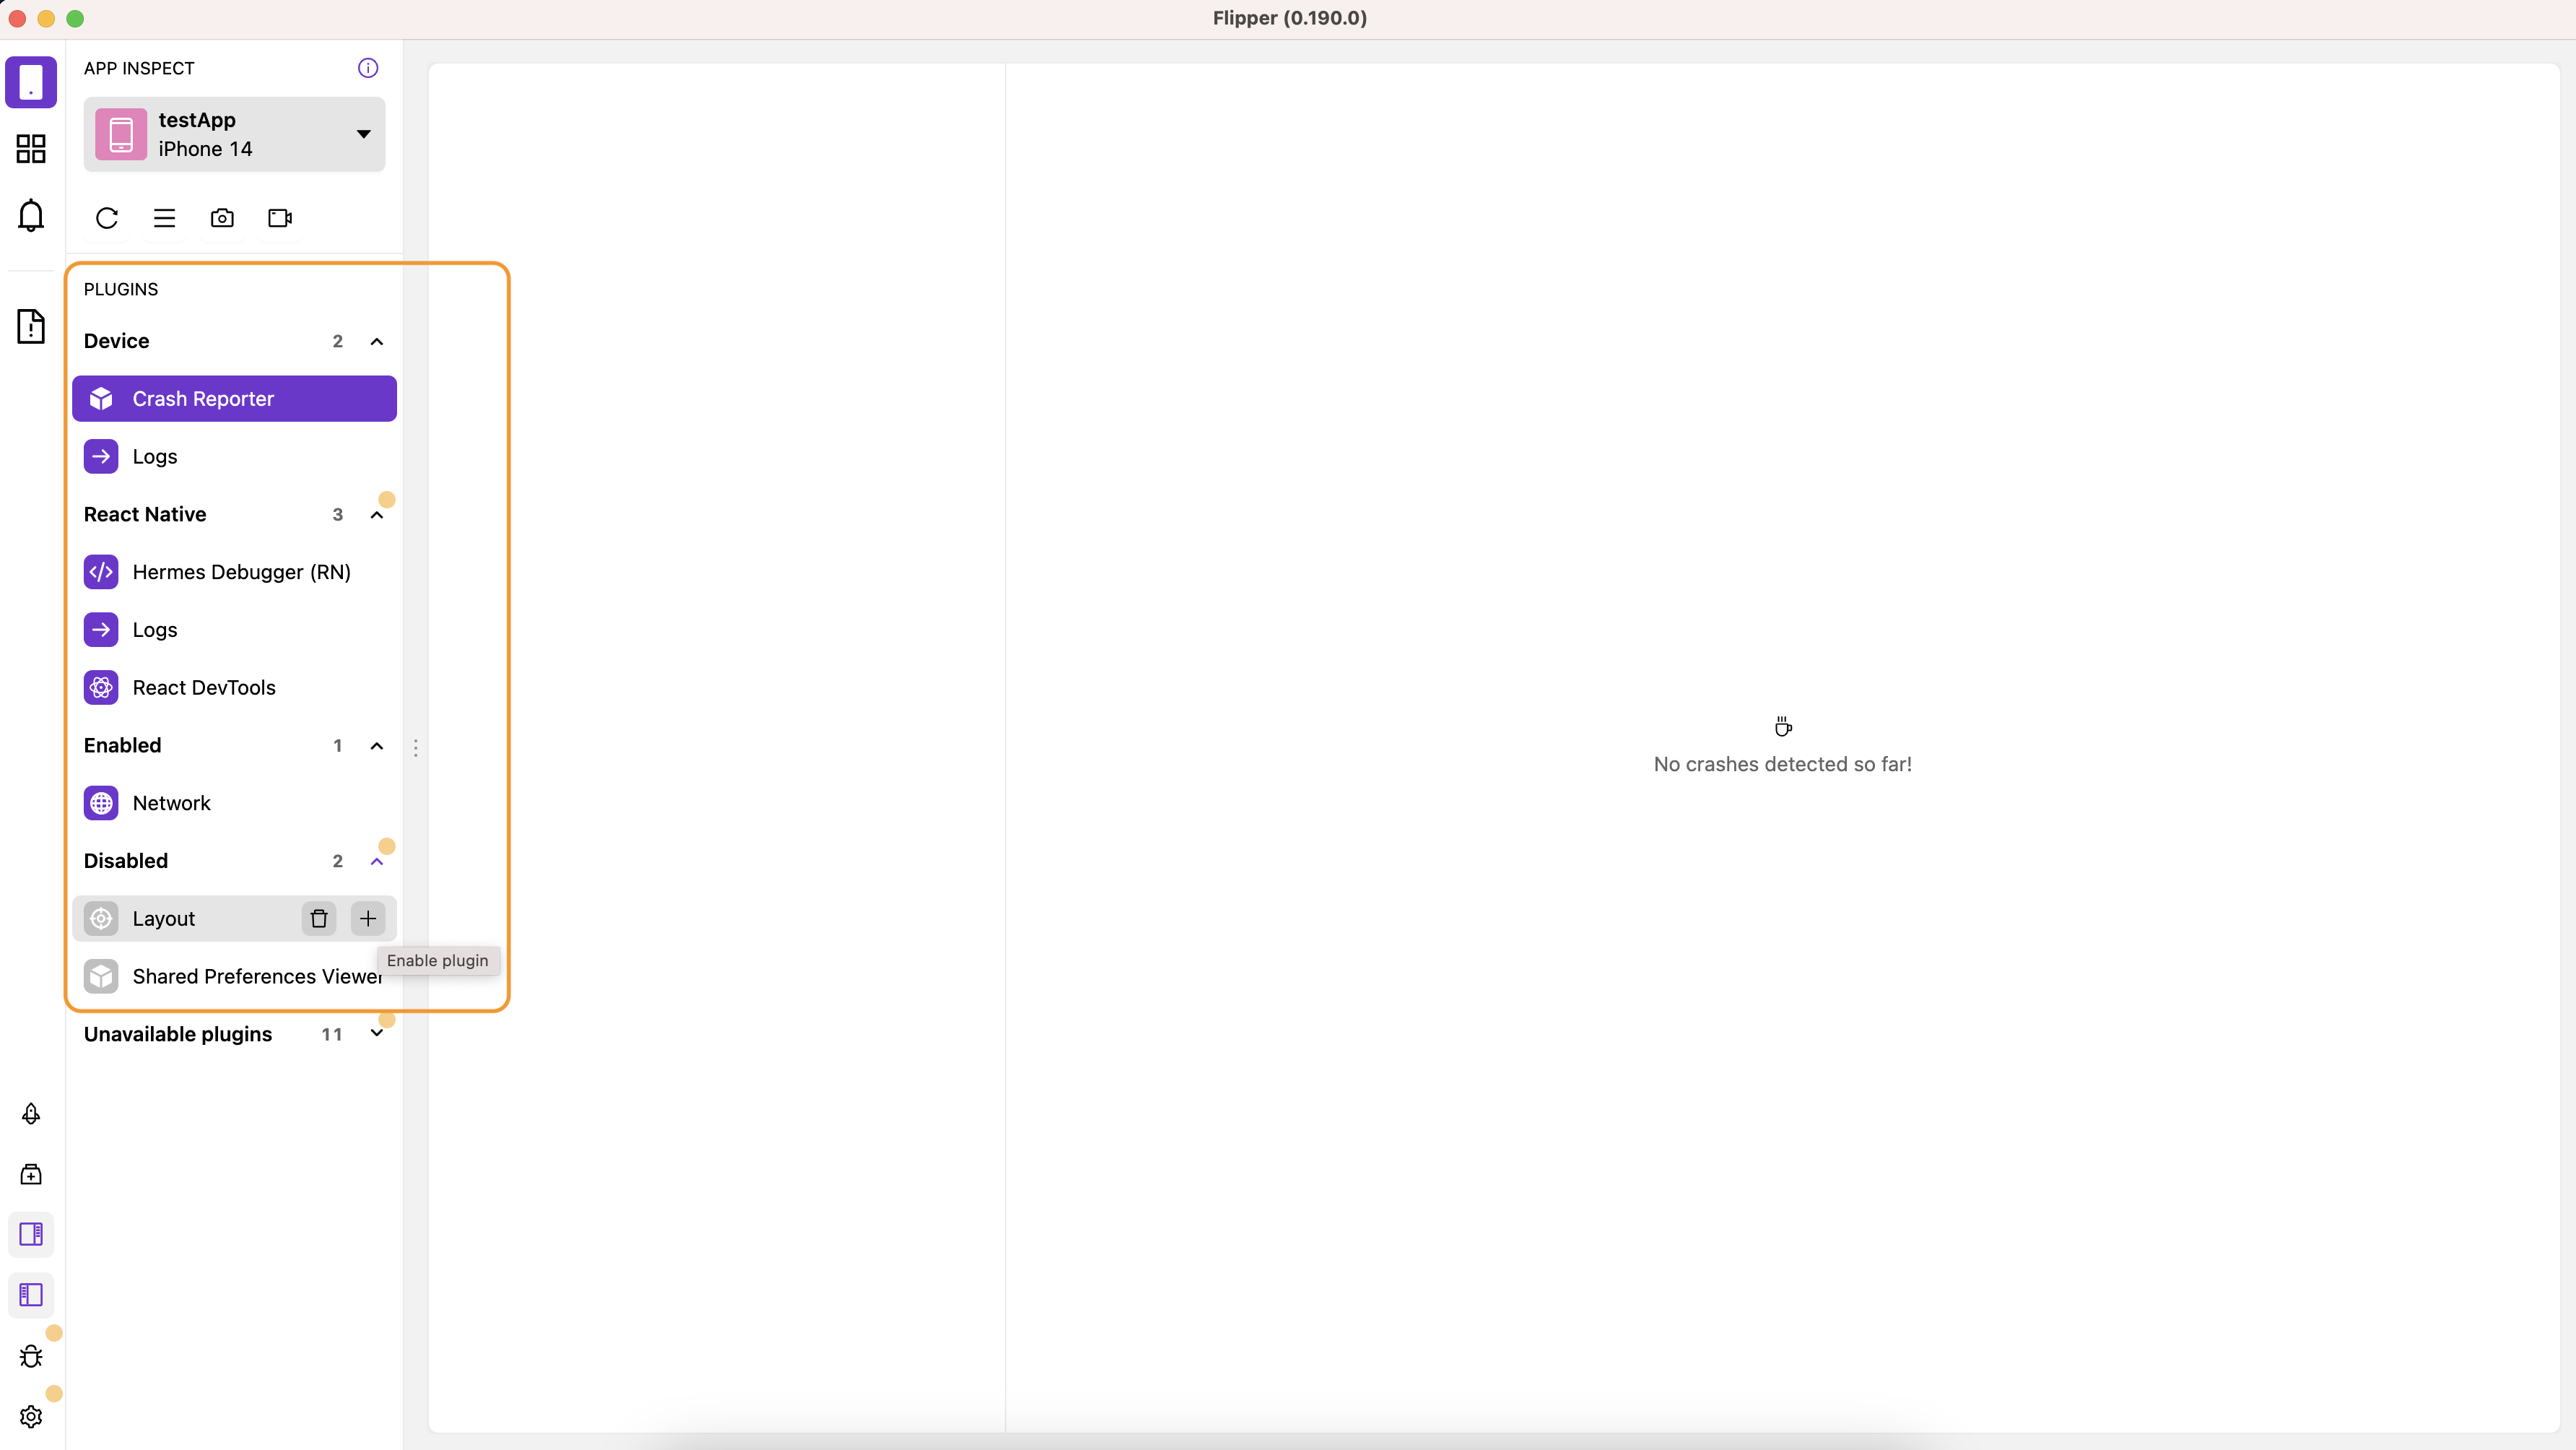 Flipper (0.190.0)
APP INSPECT
testApp
iPhone 14
PLUGINS
Device 2
Crash Reporter
Logs
React Native 3
Hermes Debugger (RN)
Logs
React DevTools
Enabled 1
Network
Disabled 2
Layout
Enable plugin
Shared Preferences Viewer
Unavailable plugins 11
No crashes detected so far!